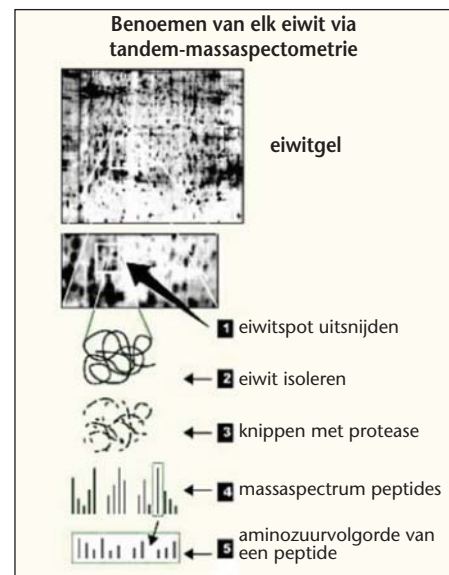 Benoemen van elk eiwit via
tandem-massaspectometrie
eiwitgel
1 eiwitspot uitsnijden
2 eiwit isoleren
3 knippen met protease
4 massaspectrum peptides
5 aminozuurvolgorde van
een peptide